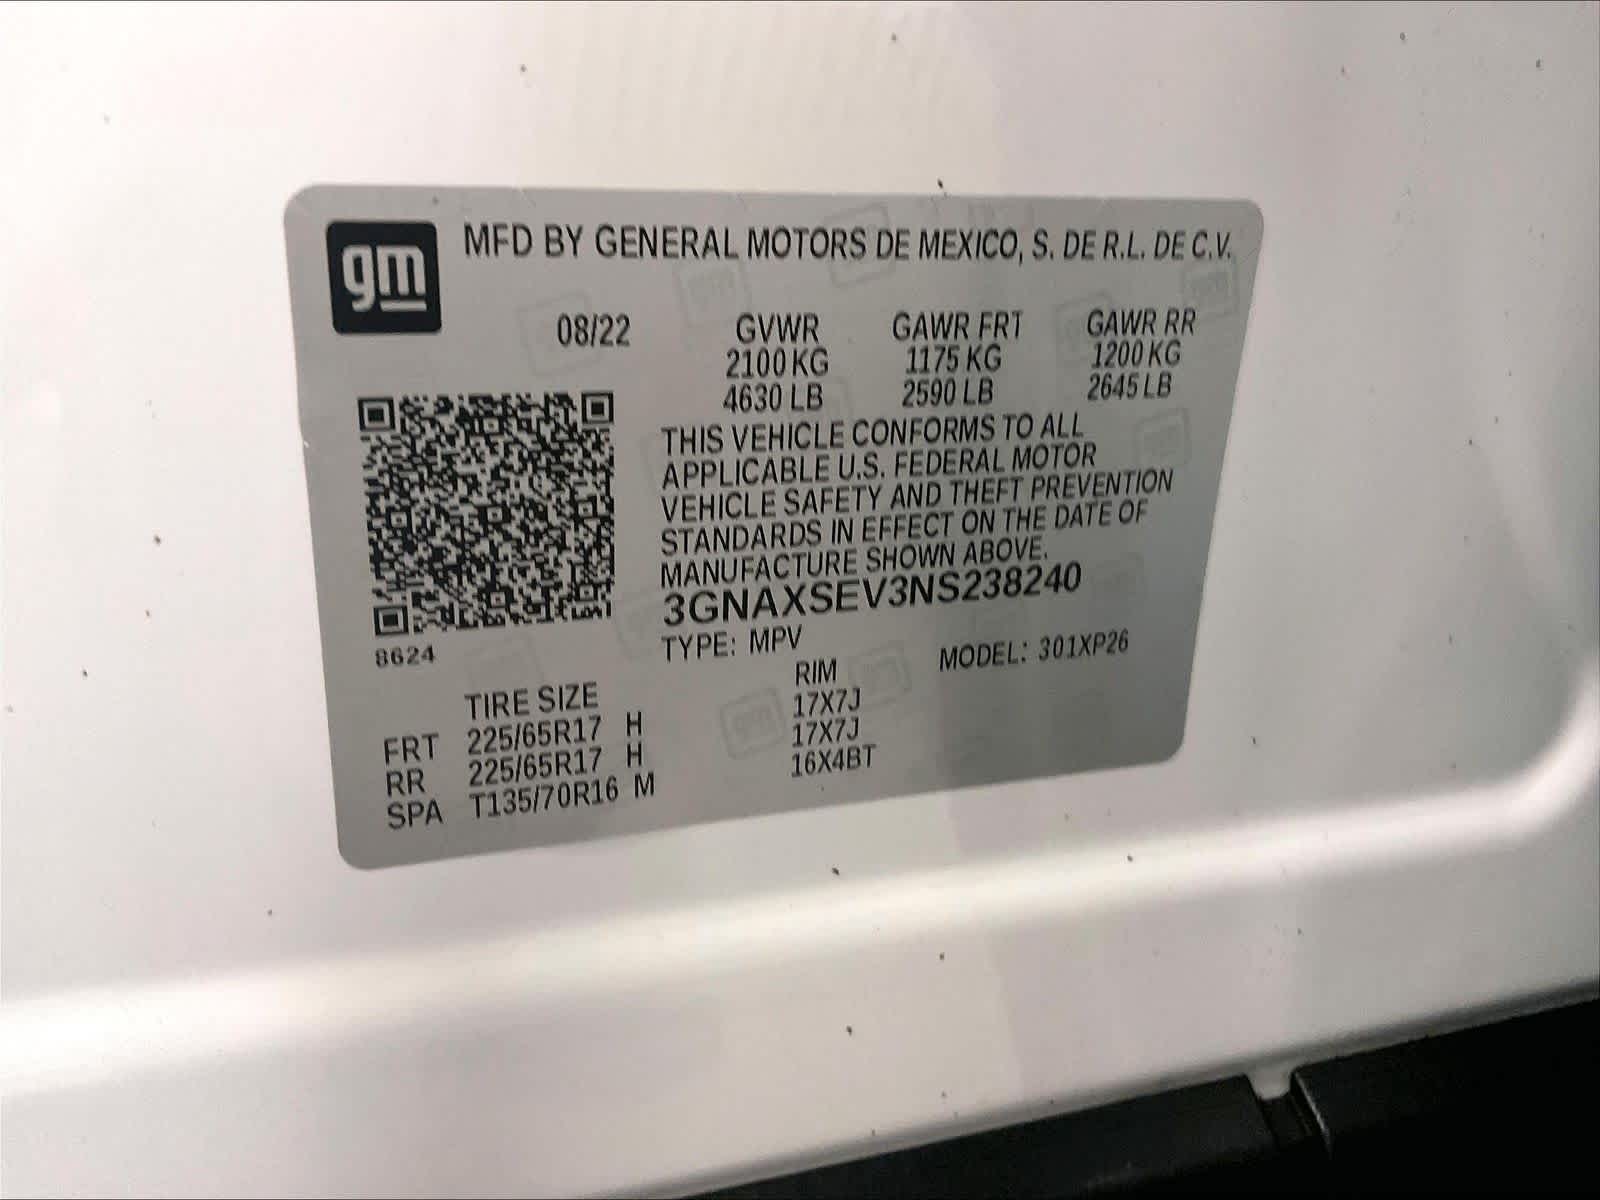 gm
MFD BY GENERAL MOTORS DE MEXICO, S. DE R.L. DE C.V.
08/22 GVWR GAWR FRT GAWR RR
2100 KG 1175 KG 1200 KG
4630 LB 2590 LB 2645 LB
THIS VEHICLE CONFORMS TO ALL
APPLICABLE U.S. FEDERAL MOTOR
VEHICLE SAFETY AND THEFT PREVENTION
STANDARDS IN EFFECT ON THE DATE OF
MANUFACTURE SHOWN ABOVE.
3GNAXSEV3NS238240
8624
TYPE: MPV MODEL: 301XP26
TIRE SIZE RIM
FRT 225/65R17 H 17X7J
RR 225/65R17 H 17X7J
SPA T135/70R16 M 16X4BT